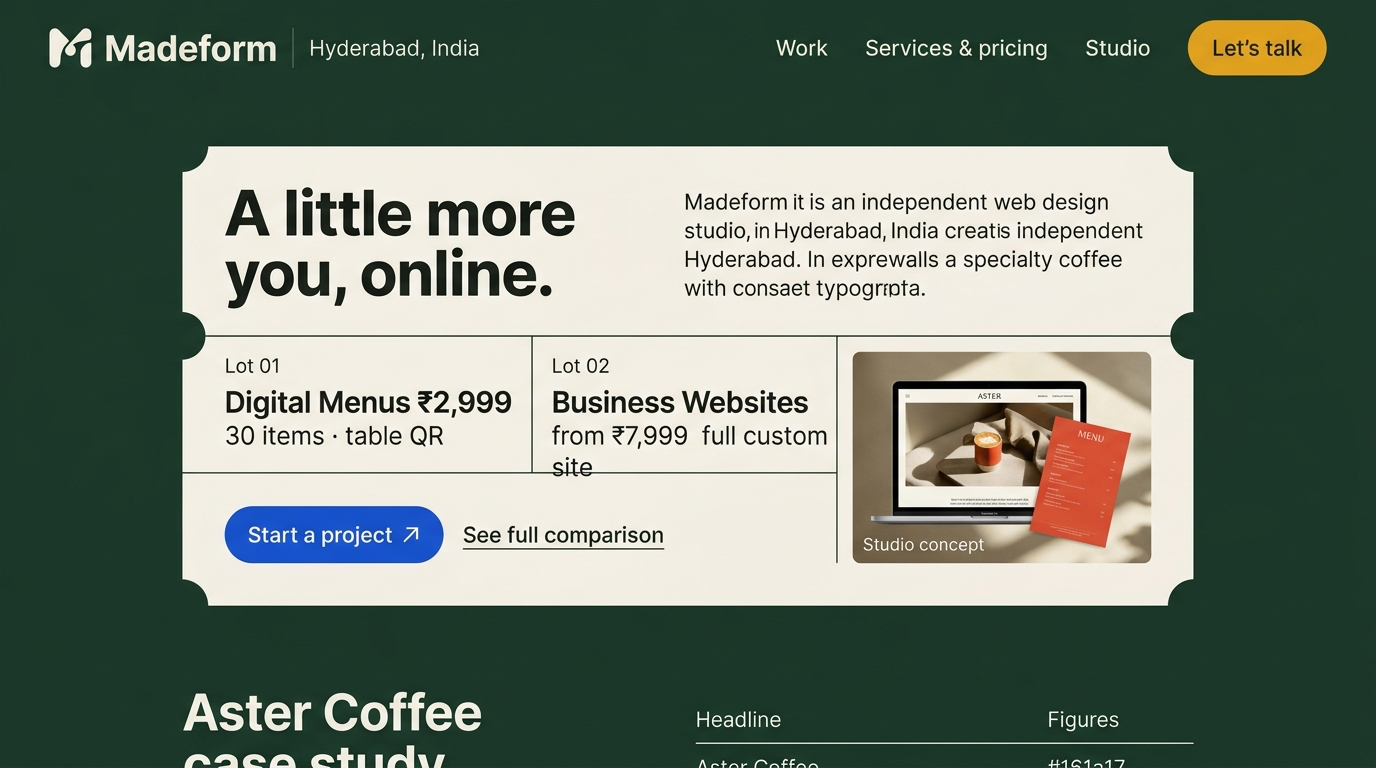 Madeform
Hyderabad, India
Work
Services & pricing
Studio
Let's talk
A little more
you, online.
Madeform it is an independent web design
studio, in Hyderabad, India creatis independent
Hyderabad. In exprewalls a specialty coffee
with consaet
Lot 01
Digital Menus ₹2,999
30 items · table QR
Lot 02
Business Websites
from ₹7,999 full custom
site
Start a project ↗
See full comparison
ASTER
MENU
Studio concept
Aster Coffee
case study
Headline
Figures
Aster Coffee
#161a17